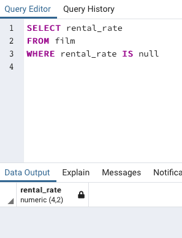 Query Editor Query History
1 SELECT rental_rate
2 FROM film
3 WHERE rental_rate IS null
4
Data Output Explain Messages Notifica
rental_rate
numeric (4,2)